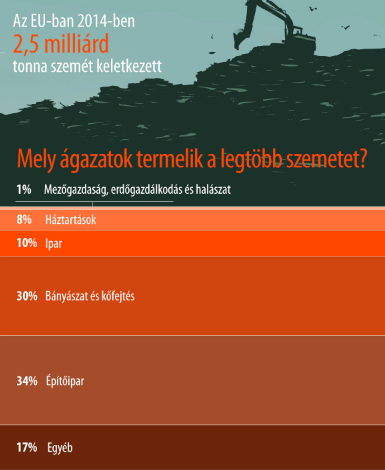 Az EU-ban 2014-ben
2,5 milliárd
tonna szemét keletkezett
Mely ágazatok termelik a legtöbb szemetet?
1% Mezőgazdaság, erdőgazdálkodás és halászat
8% Háztartások
10% Ipar
30% Bányászat és kőfejtés
34% Építőipar
17% Egyéb